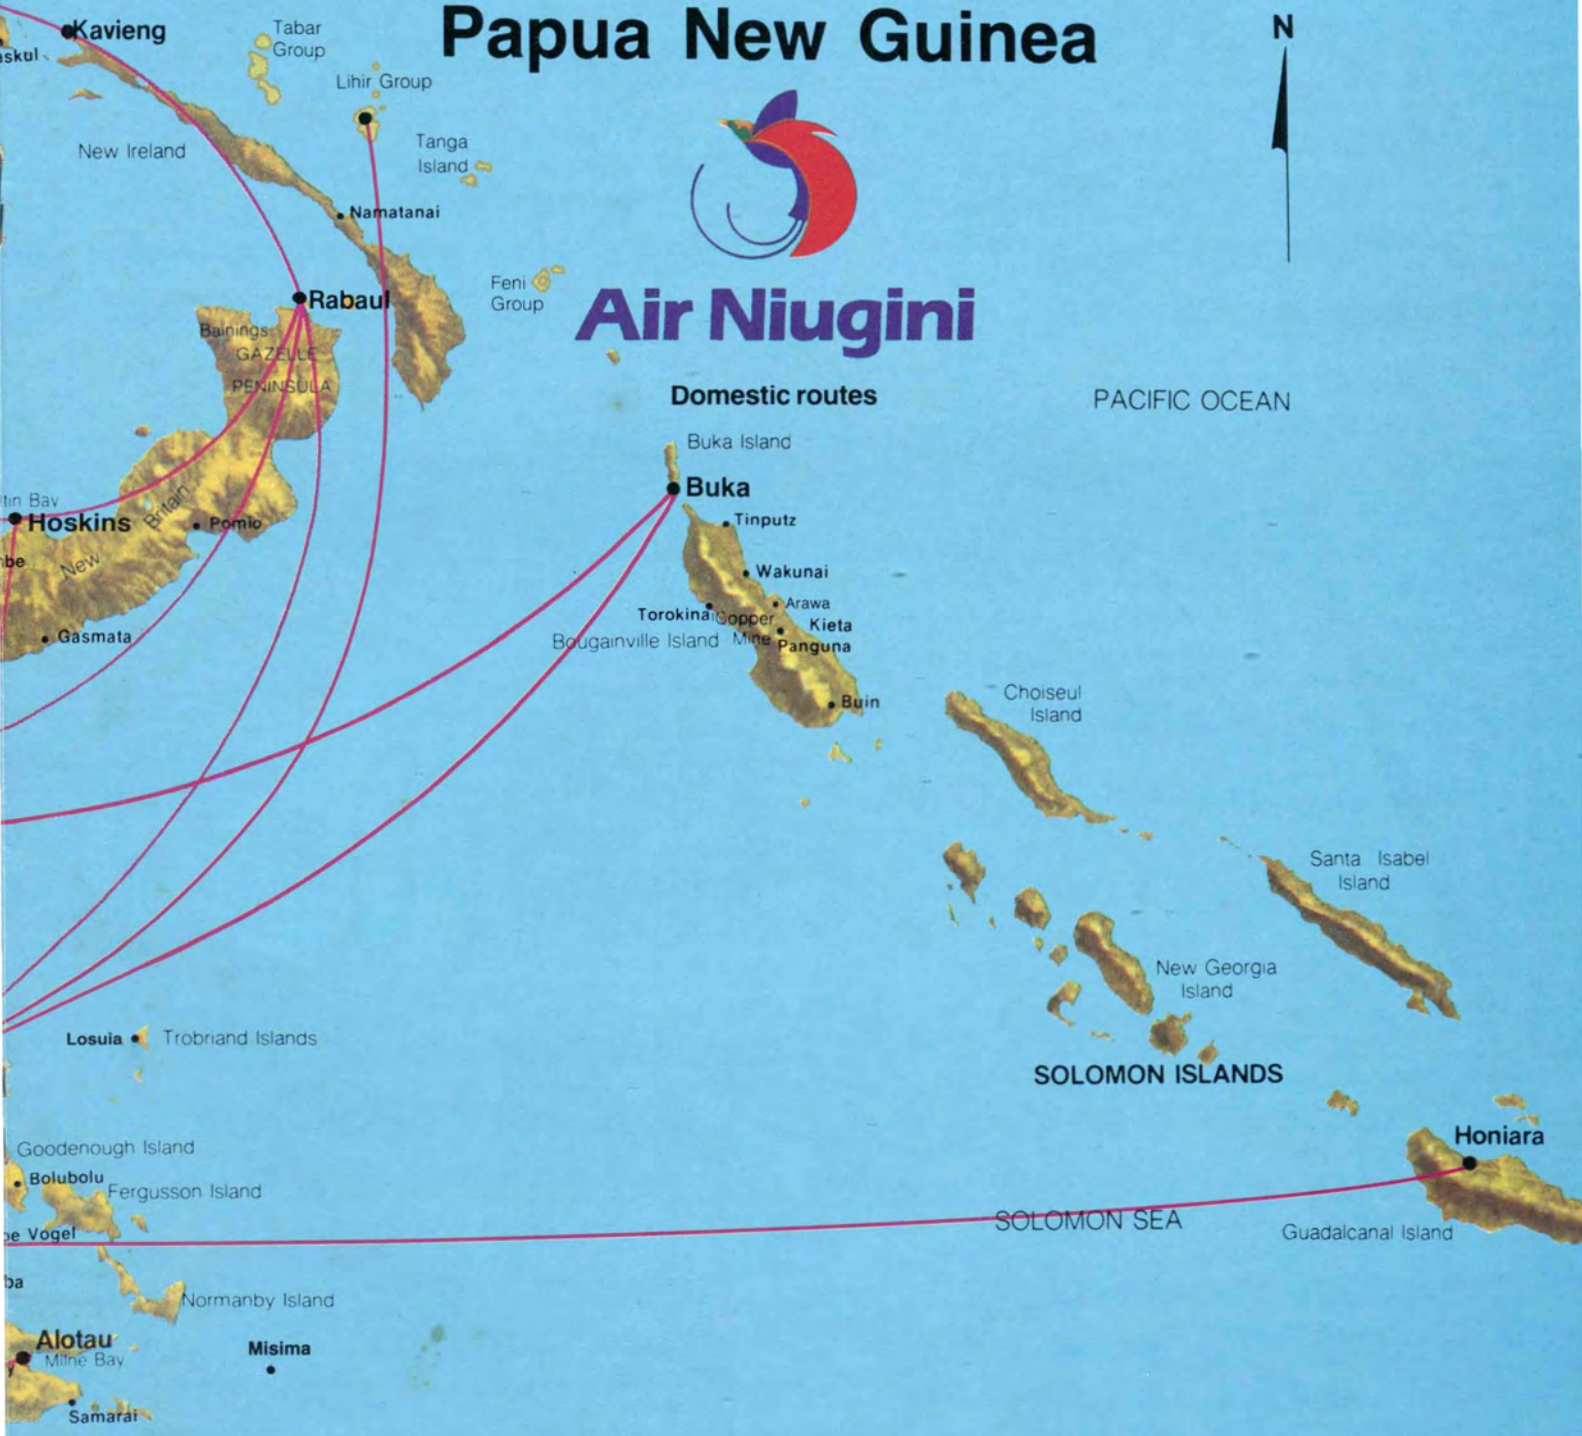 Papua New Guinea
N
Kavieng
Tabar
Group
Lihir Group
New Ireland
Tanga
Island
Namatanai
Rabaul
Feni
Group
Air Niugini
Bainings
GAZELLE
PENINSULA
Domestic routes
PACIFIC OCEAN
Buka Island
Buka
Hoskins
Britain
Pomio
New
Tinputz
Wakunai
Arawa
Torokina
Copper
Kieta
Bougainville Island
Mine
Panguna
Gasmata
Buin
Choiseul
Island
Santa Isabel
Island
New Georgia
Island
Losuia
Trobriand Islands
SOLOMON ISLANDS
Honiara
Goodenough Island
Bolubolu
Fergusson Island
SOLOMON SEA
Guadalcanal Island
Vogel
Normanby Island
Alotau
Milne Bay
Misima
Samarai